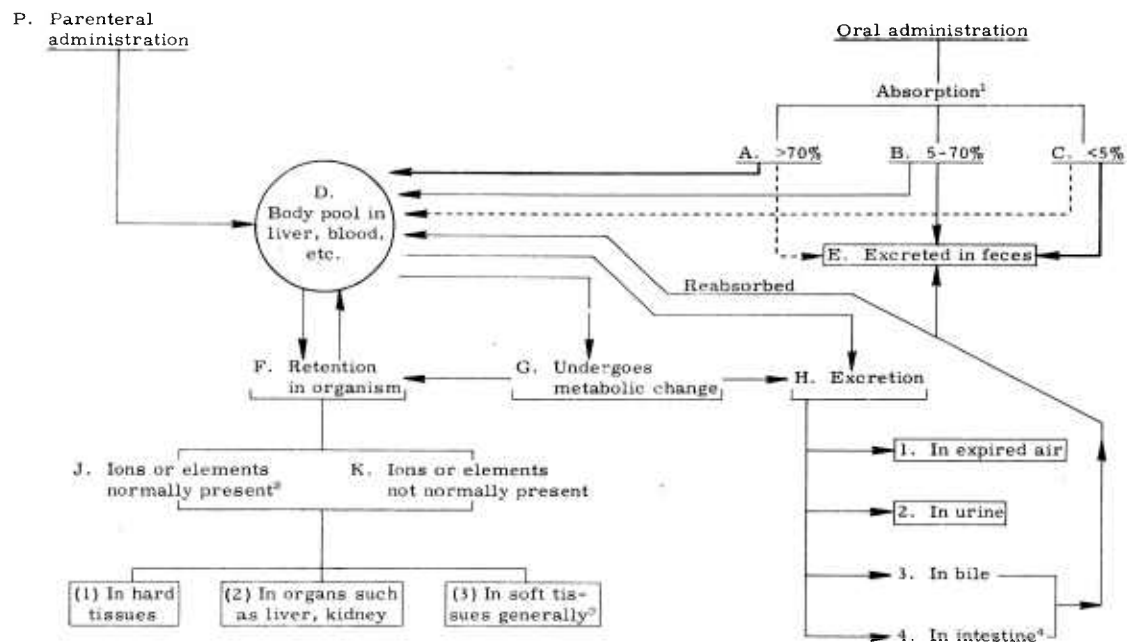 P. Parenteral
administration
Oral administration
Absorption¹
A. >70%
B. 5-70%
C. <5%
D.
Body pool in
liver, blood,
etc.
E. Excreted in feces
Reabsorbed
F. Retention
in organism
G. Undergoes
metabolic change
H. Excretion
J. Ions or elements
normally present²
K. Ions or elements
not normally present
1. In expired air
2. In urine
3. In bile
4. In intestine⁴
(1) In hard
tissues
(2) In organs such
as liver, kidney
(3) In soft tis-
sues generally³